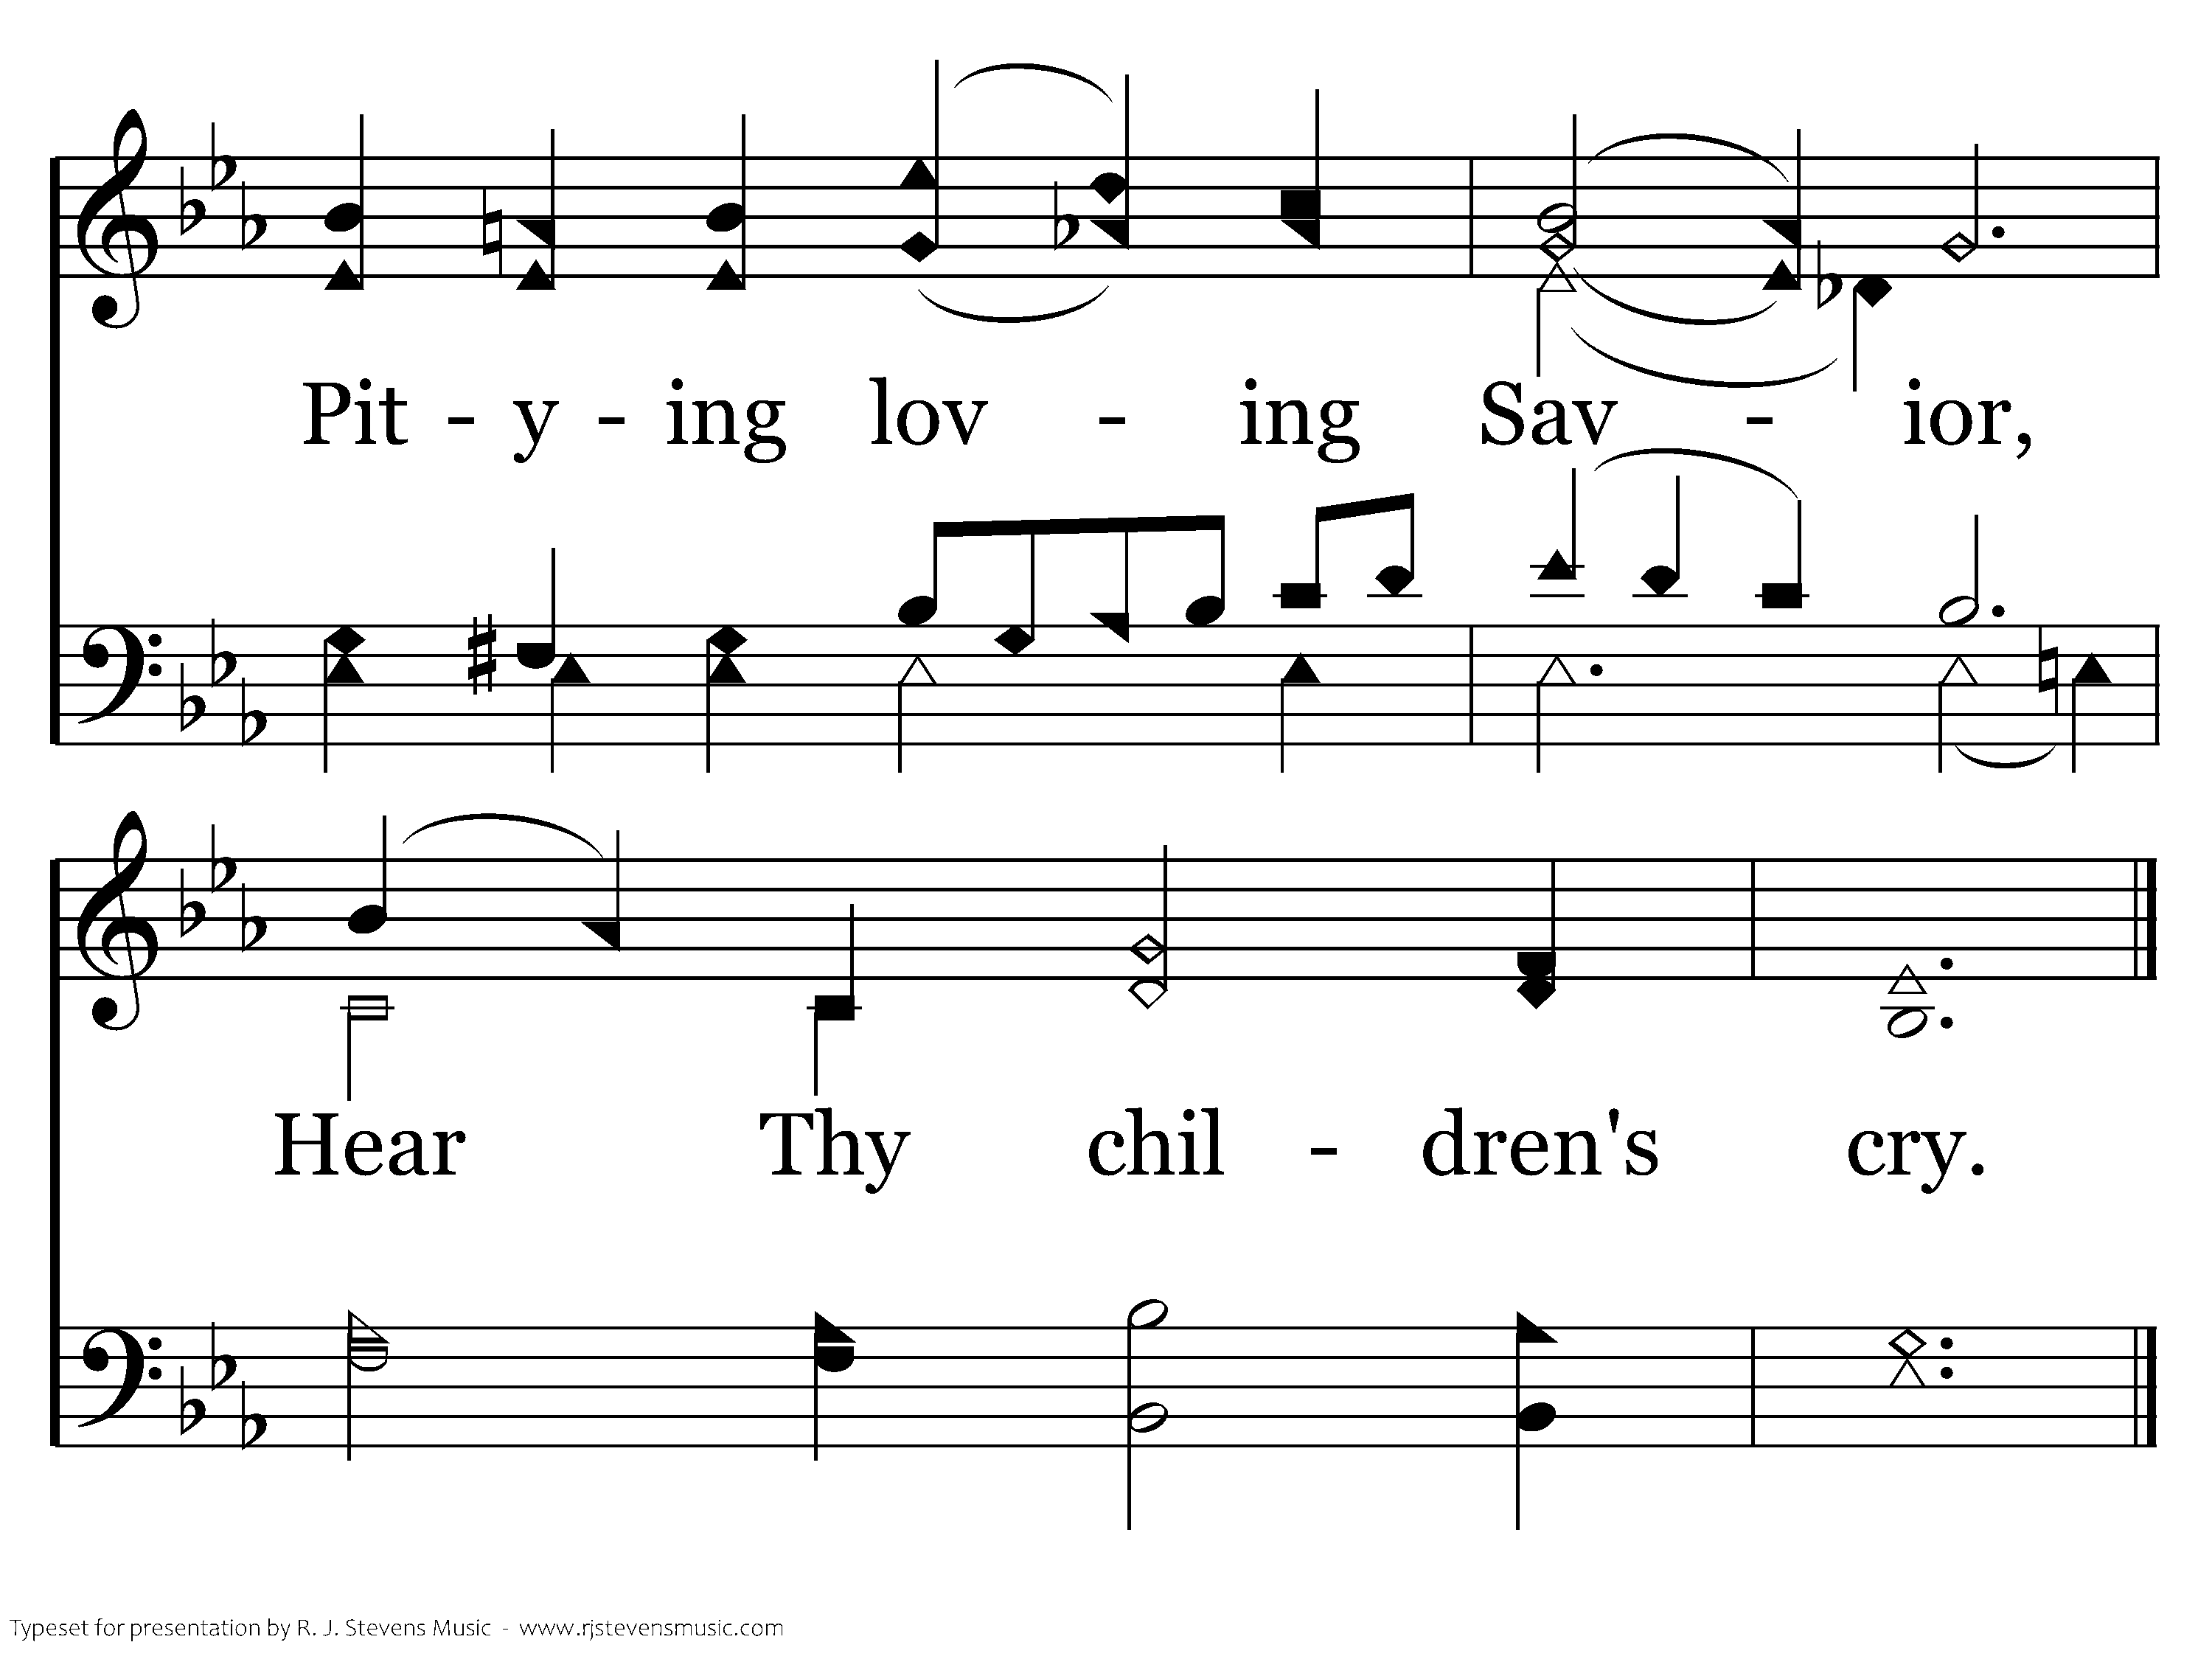 Pit - y - ing lov - ing Sav - ior,
Hear Thy chil - dren's cry.
Typeset for presentation by R. J. Stevens Music - www.rjstevensmusic.com